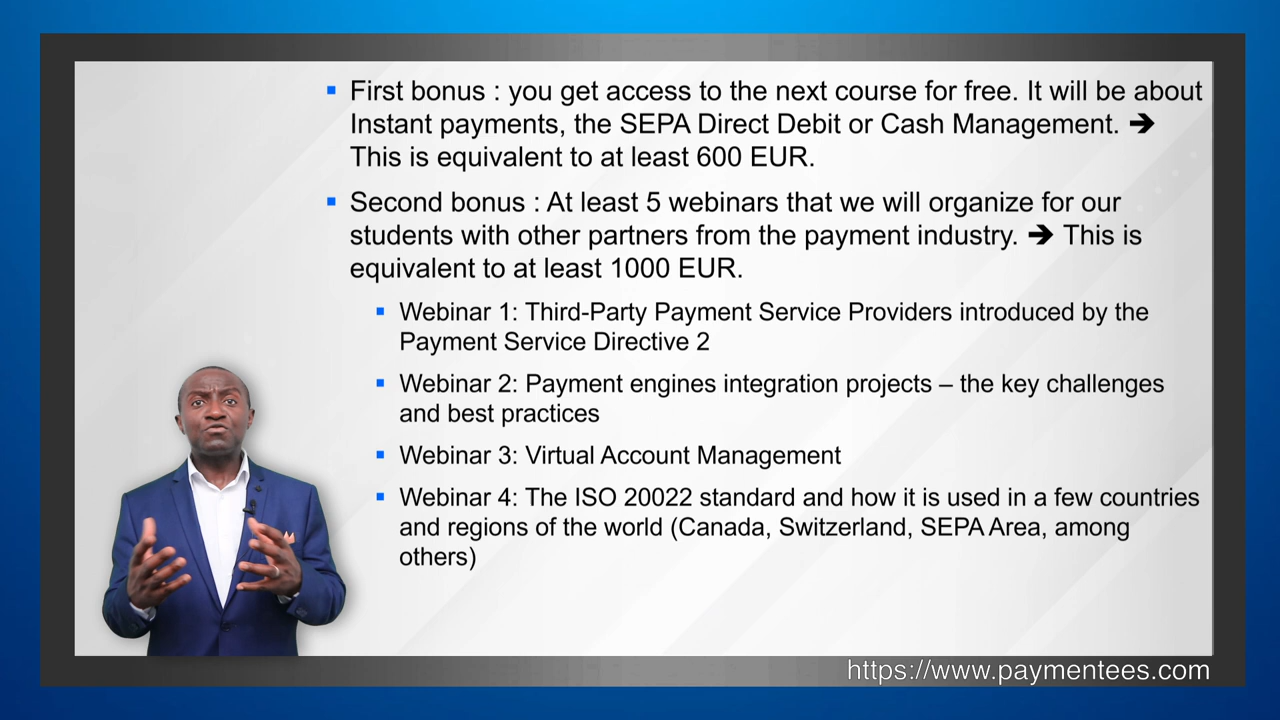 First bonus : you get access to the next course for free. It will be about
Instant payments, the SEPA Direct Debit or Cash Management. ➔
This is equivalent to at least 600 EUR.
Second bonus : At least 5 webinars that we will organize for our
students with other partners from the payment industry. ➔ This is
equivalent to at least 1000 EUR.
Webinar 1: Third-Party Payment Service Providers introduced by the
Payment Service Directive 2
Webinar 2: Payment engines integration projects – the key challenges
and best practices
Webinar 3: Virtual Account Management
Webinar 4: The ISO 20022 standard and how it is used in a few countries
and regions of the world (Canada, Switzerland, SEPA Area, among
others)
https://www.paymentees.com